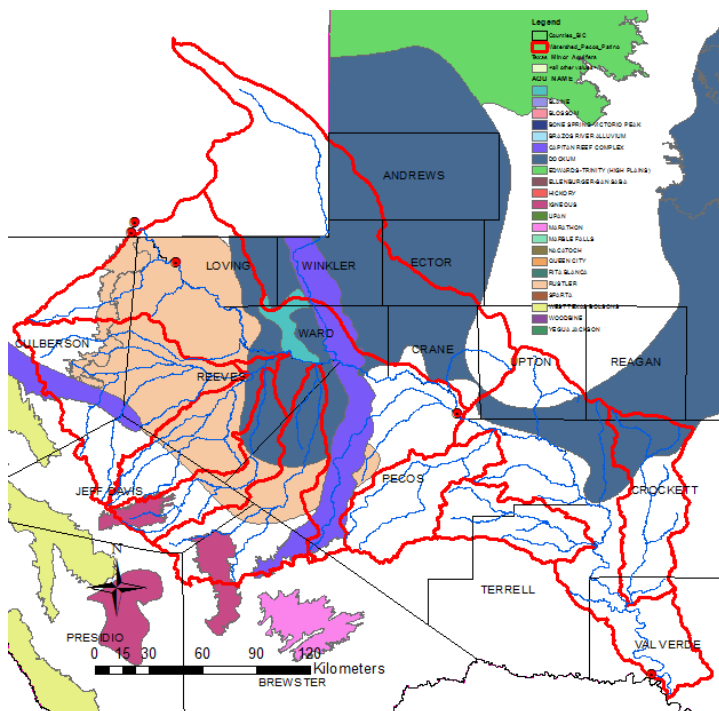 Legend
Counties_BIC
Watershed_Pecos_Patino
Texas Minor Aquifers
<all other values>
AQU_NAME
BLAINE
BLOSSOM
BONE SPRING-VICTORIO PEAK
BRAZOS RIVER ALLUVIUM
CAPITAN REEF COMPLEX
DOCKUM
EDWARDS-TRINITY (HIGH PLAINS)
ELLENBURGER-SAN SABA
HICKORY
IGNEOUS
LIPAN
MARATHON
MARBLE FALLS
NACATOCH
QUEEN CITY
RITA BLANCA
RUSTLER
SPARTA
WEST TEXAS BOLSONS
WOODBINE
YEGUA JACKSON
ANDREWS
LOVING
WINKLER
ECTOR
CULBERSON
WARD
REEVES
CRANE
UPTON
REAGAN
JEFF DAVIS
PECOS
CROCKETT
N
TERRELL
PRESIDIO
VAL VERDE
0 15 30 60 90 120
Kilometers
BREWSTER